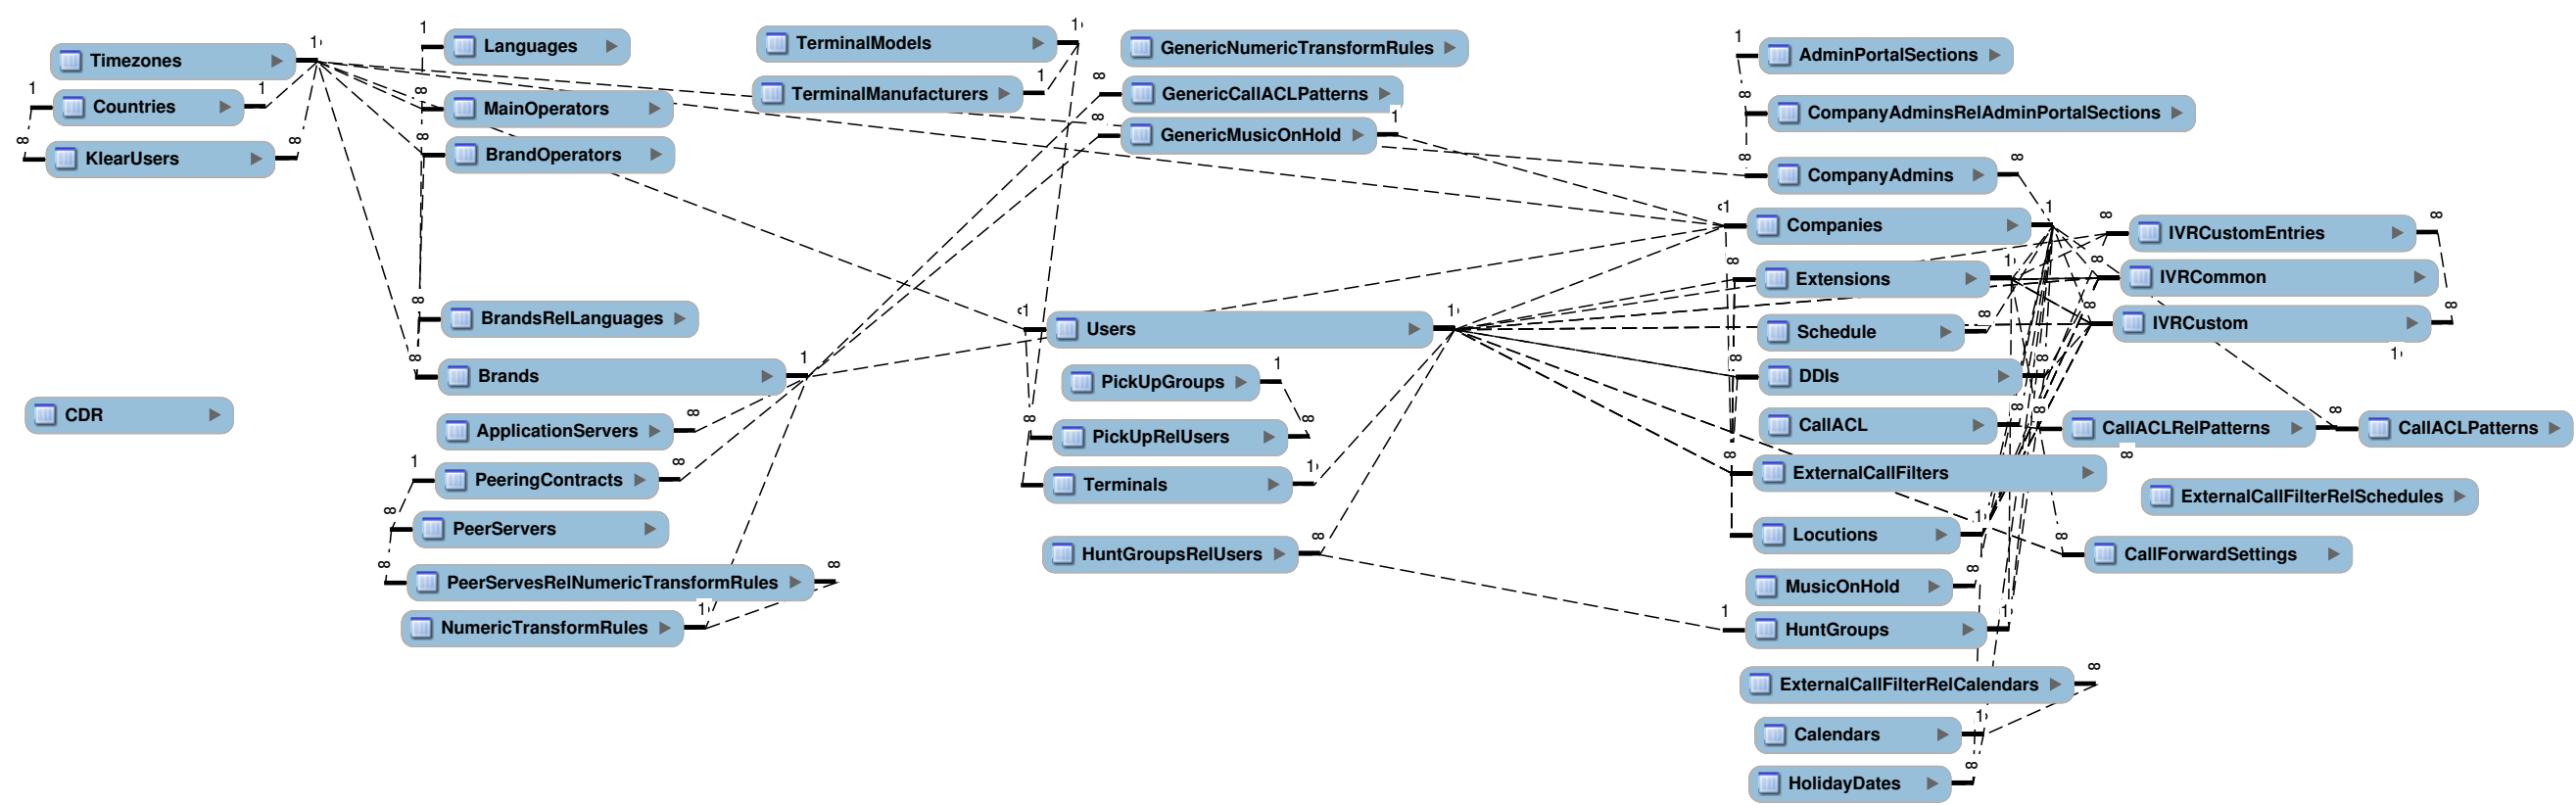 Timezones
Countries
KlearUsers
CDR
Languages
MainOperators
BrandOperators
BrandsRelLanguages
Brands
ApplicationServers
PeeringContracts
PeerServers
PeerServesRelNumericTransformRules
NumericTransformRules
TerminalModels
TerminalManufacturers
GenericNumericTransformRules
GenericCallACLPatterns
GenericMusicOnHold
Users
PickUpGroups
PickUpRelUsers
Terminals
HuntGroupsRelUsers
AdminPortalSections
CompanyAdminsRelAdminPortalSections
CompanyAdmins
Companies
Extensions
Schedule
DDIs
CallACL
ExternalCallFilters
Locutions
MusicOnHold
HuntGroups
ExternalCallFilterRelCalendars
Calendars
HolidayDates
IVRCustomEntries
IVRCommon
IVRCustom
CallACLRelPatterns
CallACLPatterns
ExternalCallFilterRelSchedules
CallForwardSettings